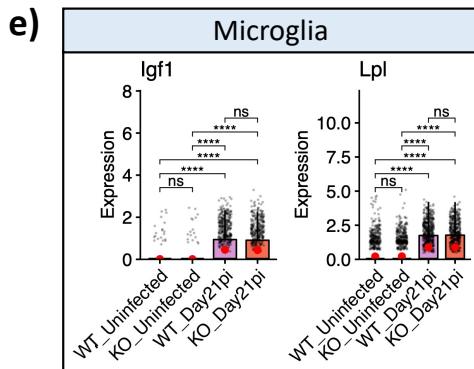 e)
Microglia
Igf1
Expression
8
6
4
2
0
ns
****
****
****
****
ns
WT_Uninfected
KO_Uninfected
WT_Day21pi
KO_Day21pi
Lpl
Expression
10.0
7.5
5.0
2.5
0.0
ns
****
****
****
****
ns
WT_Uninfected
KO_Uninfected
WT_Day21pi
KO_Day21pi